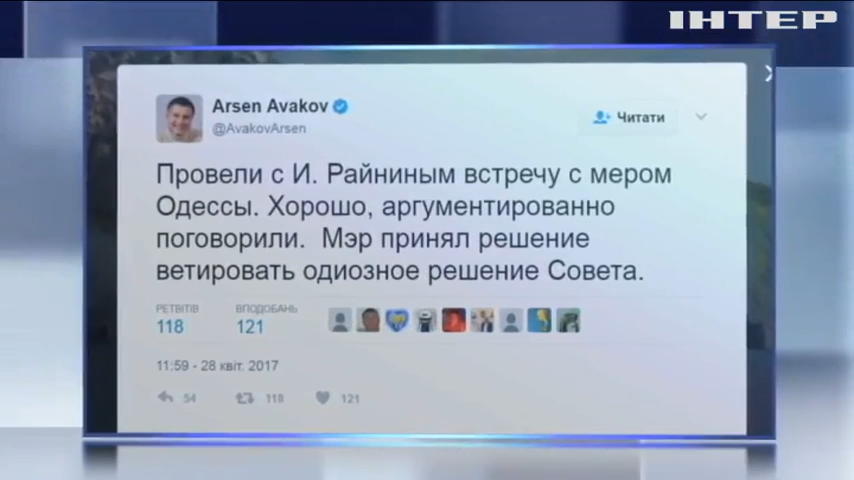 ІНТЕР
Arsen Avakov
@AvakovArsen
Читати
Провели с И. Райниным встречу с мером
Одессы. Хорошо, аргументированно
поговорили. Мэр принял решение
ветировать одиозное решение Совета.
РЕТВІТІВ ВПОДОБАНЬ
118 121
11:59 - 28 квіт. 2017
54 118 121